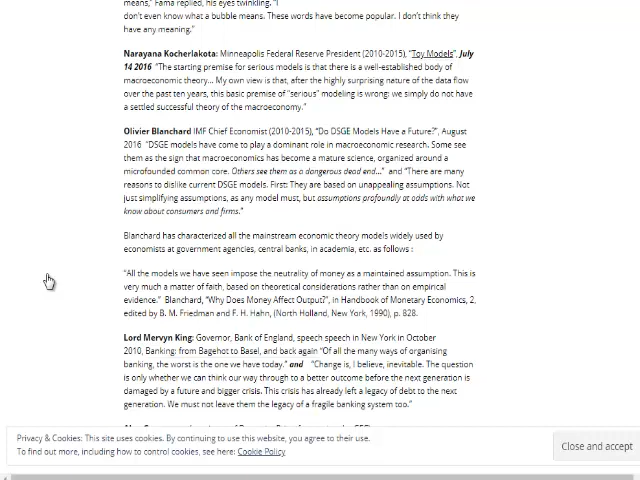 means," Fama replied, his eyes twinkling. "I
don't even know what a bubble means. These words have become popular. I don't think they
have any meaning."
Narayana Kocherlakota: Minneapolis Federal Reserve President (2010-2015), "Toy Models", July
14 2016 "The starting premise for serious models is that there is a well-established body of
macroeconomic theory... My own view is that, after the highly surprising nature of the data flow
over the past ten years, this basic premise of "serious" modeling is wrong: we simply do not have
a settled successful theory of the macroeconomy."
Olivier Blanchard IMF Chief Economist (2010-2015), "Do DSGE Models Have a Future?", August
2016 "DSGE models have come to play a dominant role in macroeconomic research. Some see
them as the sign that macroeconomics has become a mature science, organized around a
microfounded common core. Others see them as a dangerous dead end..." and "There are many
reasons to dislike current DSGE models. First: They are based on unappealing assumptions. Not
just simplifying assumptions, as any model must, but assumptions profoundly at odds with what we
know about consumers and firms."
Blanchard has characterized all the mainstream economic theory models widely used by
economists at government agencies, central banks, in academia, etc. as follows :
"All the models we have seen impose the neutrality of money as a maintained assumption. This is
very much a matter of faith, based on theoretical considerations rather than on empirical
evidence." Blanchard, "Why Does Money Affect Output?", in Handbook of Monetary Economics, 2,
edited by B. M. Friedman and F. H. Hahn, (North Holland, New York, 1990), p. 828.
Lord Mervyn King: Governor, Bank of England, speech speech in New York in October
2010, Banking: from Bagehot to Basel, and back again "Of all the many ways of organising
banking, the worst is the one we have today." and "Change is, I believe, inevitable. The question
is only whether we can think our way through to a better outcome before the next generation is
damaged by a future and bigger crisis. This crisis has already left a legacy of debt to the next
generation. We must not leave them the legacy of a fragile banking system too."
Privacy & Cookies: This site uses cookies. By continuing to use this website, you agree to their use.
To find out more, including how to control cookies, see here: Cookie Policy
Close and accept